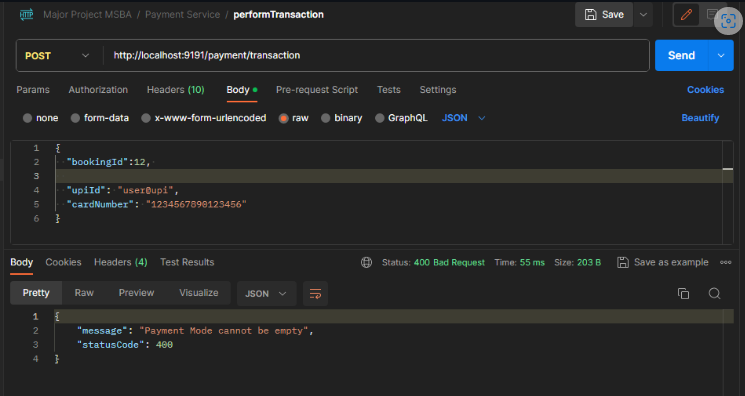 HTTP Major Project MSBA / Payment Service / performTransaction Save
POST http://localhost:9191/payment/transaction Send
Params Authorization Headers (10) Body Pre-request Script Tests Settings Cookies
none form-data x-www-form-urlencoded raw binary GraphQL JSON Beautify
1 {
2 "bookingId":12,
3
4 "upiId": "user@upi",
5 "cardNumber": "1234567890123456"
6 }
Body Cookies Headers (4) Test Results Status: 400 Bad Request Time: 55 ms Size: 203 B Save as example
Pretty Raw Preview Visualize JSON
1 {
2 "message": "Payment Mode cannot be empty",
3 "statusCode": 400
4 }